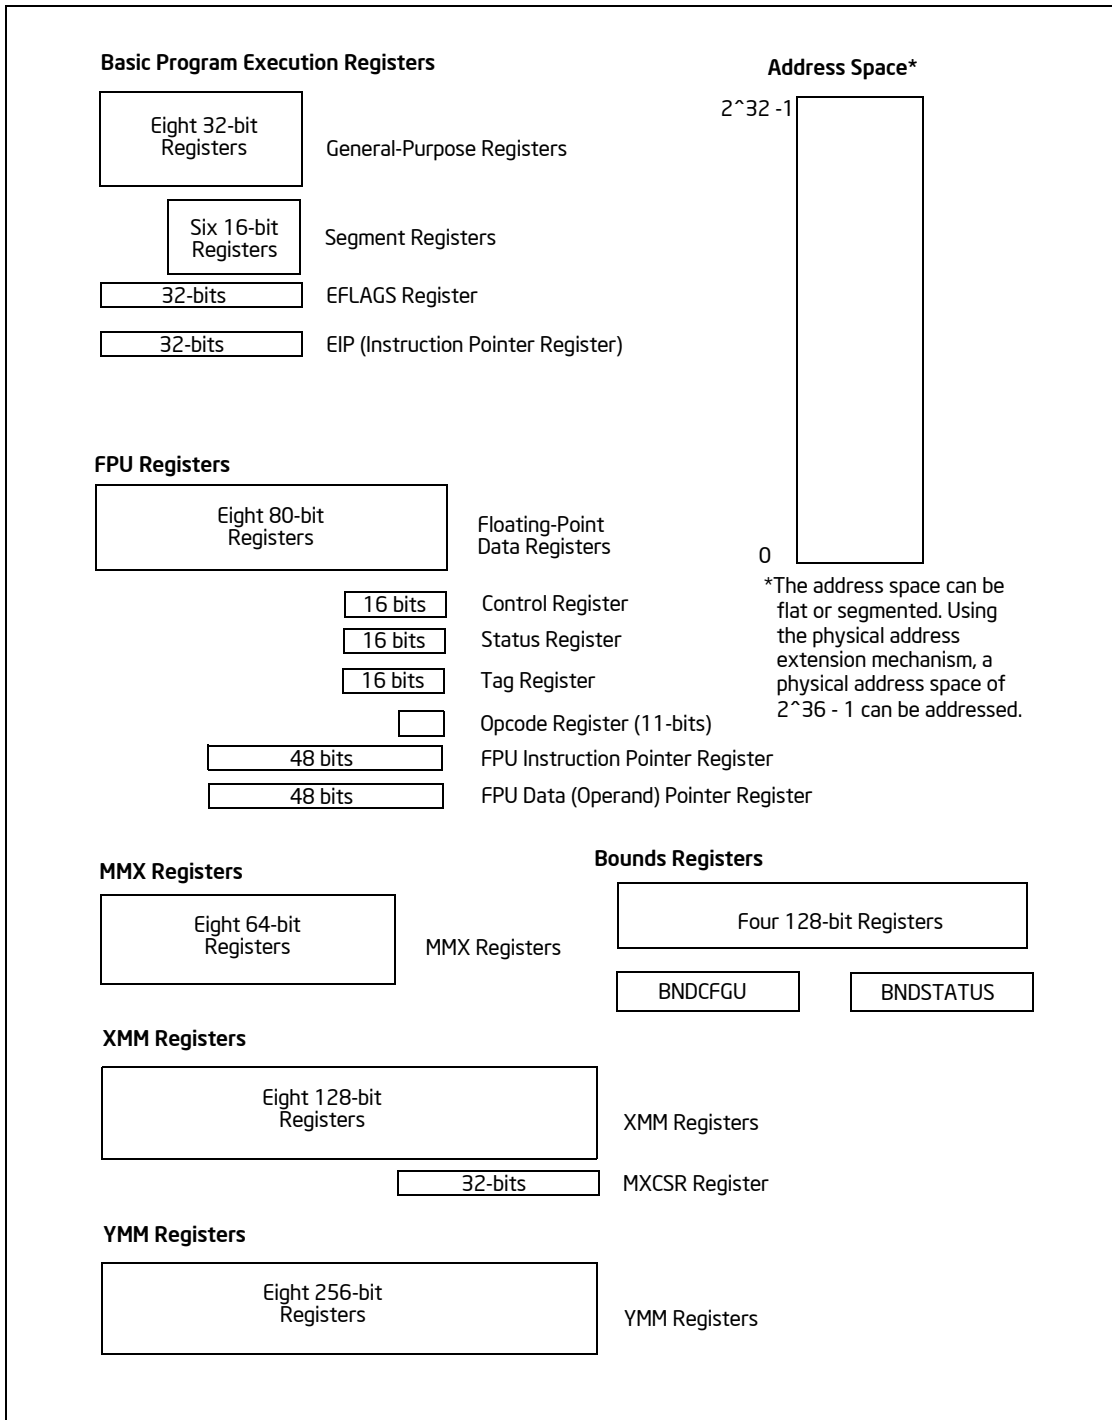 Basic Program Execution Registers
Eight 32-bit
Registers
General-Purpose Registers
Six 16-bit
Registers
Segment Registers
32-bits
EFLAGS Register
32-bits
EIP (Instruction Pointer Register)
Address Space*
2^32 -1
0
*The address space can be
flat or segmented. Using
the physical address
extension mechanism, a
physical address space of
2^36 - 1 can be addressed.
FPU Registers
Eight 80-bit
Registers
Floating-Point
Data Registers
16 bits
Control Register
16 bits
Status Register
16 bits
Tag Register
Opcode Register (11-bits)
48 bits
FPU Instruction Pointer Register
48 bits
FPU Data (Operand) Pointer Register
MMX Registers
Eight 64-bit
Registers
MMX Registers
Bounds Registers
Four 128-bit Registers
BNDCFGU
BNDSTATUS
XMM Registers
Eight 128-bit
Registers
XMM Registers
32-bits
MXCSR Register
YMM Registers
Eight 256-bit
Registers
YMM Registers